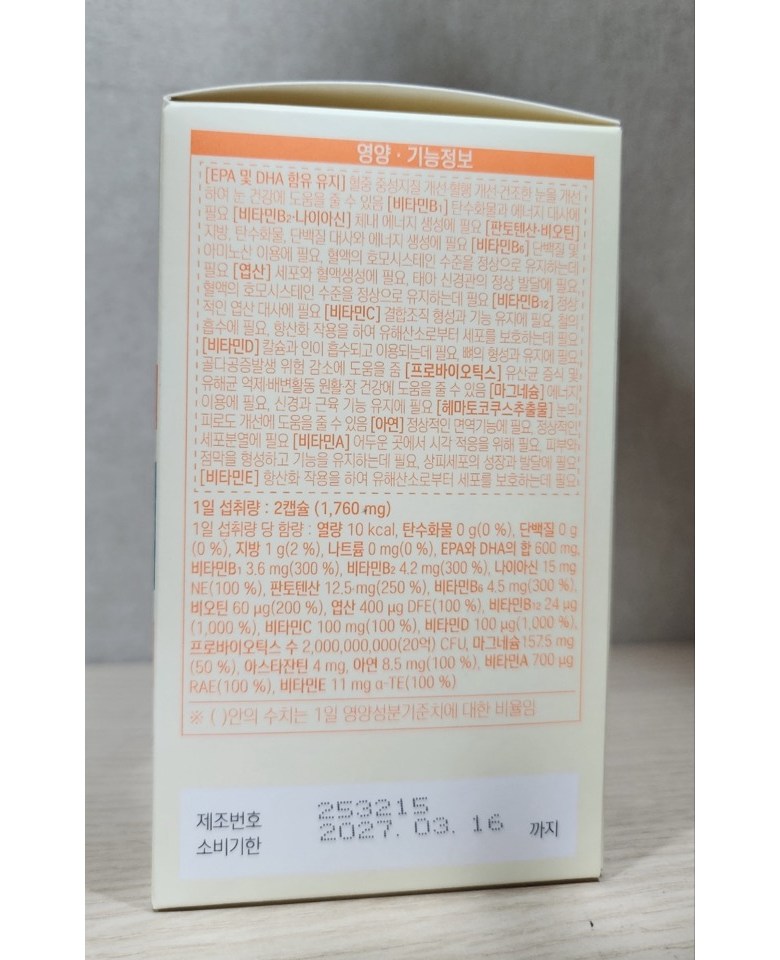 영양 · 기능정보
[EPA 및 DHA 함유 유지] 혈중 중성지질 개선·혈행 개선·건조한 눈을 개선
하여 눈 건강에 도움을 줄 수 있음 [비타민B₁] 탄수화물과 에너지 대사에
필요 [비타민B₂·나이아신] 체내 에너지 생성에 필요 [판토텐산·비오틴]
지방, 탄수화물, 단백질 대사와 에너지 생성에 필요 [비타민B₆] 단백질 및
아미노산 이용에 필요, 혈액의 호모시스테인 수준을 정상으로 유지하는데
필요 [엽산] 세포와 혈액생성에 필요, 태아 신경관의 정상 발달에 필요,
혈액의 호모시스테인 수준을 정상으로 유지하는데 필요 [비타민B₁₂] 정상
적인 엽산 대사에 필요 [비타민C] 결합조직 형성과 기능 유지에 필요, 철의
흡수에 필요, 항산화 작용을 하여 유해산소로부터 세포를 보호하는데 필요
[비타민D] 칼슘과 인이 흡수되고 이용되는데 필요, 뼈의 형성과 유지에 필요,
골다공증발생 위험 감소에 도움을 줌 [프로바이오틱스] 유산균 증식 및
유해균 억제·배변활동 원활·장 건강에 도움을 줄 수 있음 [마그네슘] 에너지
이용에 필요, 신경과 근육 기능 유지에 필요 [헤마토코쿠스추출물] 눈의
피로도 개선에 도움을 줄 수 있음 [아연] 정상적인 면역기능에 필요, 정상적인
세포분열에 필요 [비타민A] 어두운 곳에서 시각 적응을 위해 필요, 피부와
점막을 형성하고 기능을 유지하는데 필요, 상피세포의 성장과 발달에 필요
[비타민E] 항산화 작용을 하여 유해산소로부터 세포를 보호하는데 필요
1일 섭취량 : 2캡슐 (1,760 mg)
1일 섭취량 당 함량 : 열량 10 kcal, 탄수화물 0 g(0 %), 단백질 0 g
(0 %), 지방 1 g(2 %), 나트륨 0 mg(0 %), EPA와 DHA의 합 600 mg,
비타민B₁ 3.6 mg(300 %), 비타민B₂ 4.2 mg(300 %), 나이아신 15 mg
NE(100 %), 판토텐산 12.5 mg(250 %), 비타민B₆ 4.5 mg(300 %),
비오틴 60 μg(200 %), 엽산 400 μg DFE(100 %), 비타민B₁₂ 24 μg
(1,000 %), 비타민C 100 mg(100 %), 비타민D 100 μg(1,000 %),
프로바이오틱스 수 2,000,000,000(20억) CFU, 마그네슘 157.5 mg
(50 %), 아스타잔틴 4 mg, 아연 8.5 mg(100 %), 비타민A 700 μg
RAE(100 %), 비타민E 11 mg α-TE(100 %)
※ ( )안의 수치는 1일 영양성분기준치에 대한 비율임
제조번호 253215
소비기한 2027. 03. 16 까지